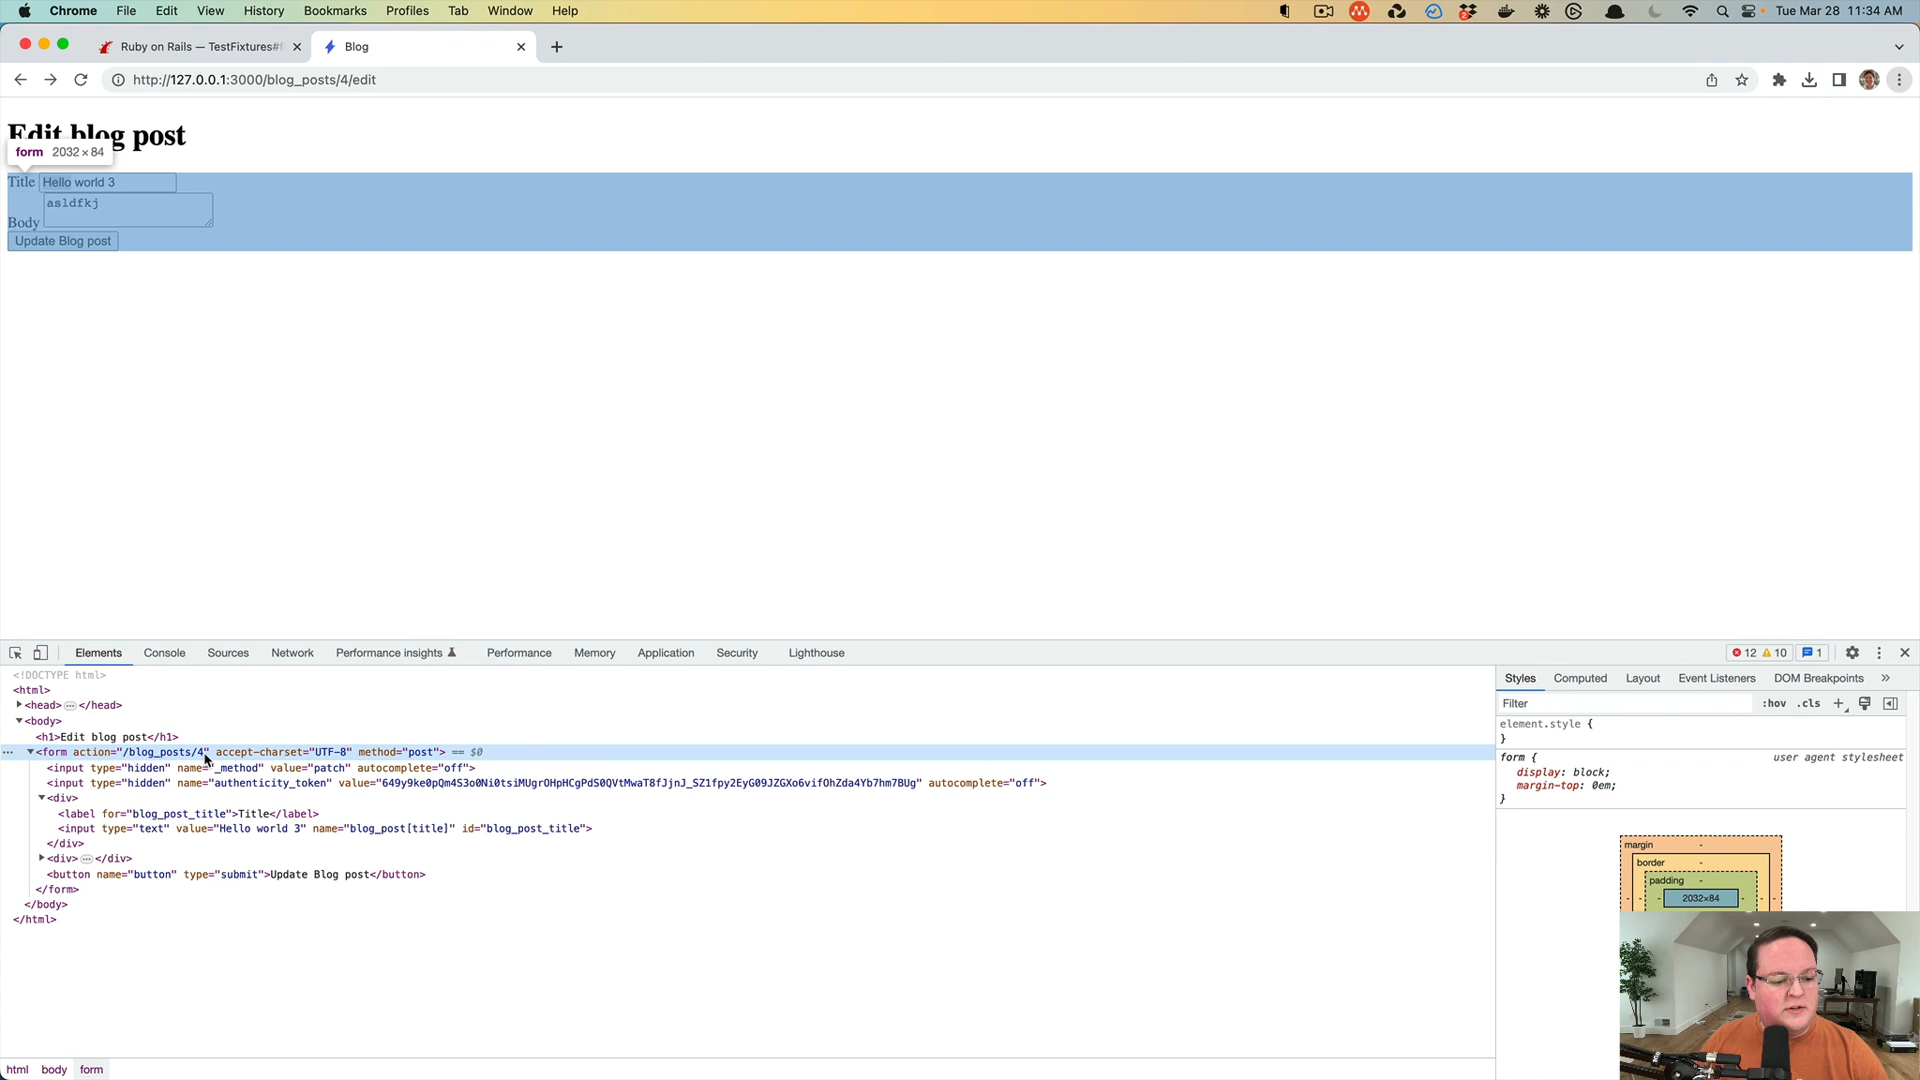 Chrome File Edit View History Bookmarks Profiles Tab Window Help Tue Mar 28 11:34 AM
Ruby on Rails — TestFixtures#f Blog
http://127.0.0.1:3000/blog_posts/4/edit
Edit blog post
form 2032 × 84
Title Hello world 3
asldfkj
Body
Update Blog post
Elements Console Sources Network Performance insights Performance Memory Application Security Lighthouse 12 10 1
<!DOCTYPE html>
<html>
<head> … </head>
<body>
<h1>Edit blog post</h1>
<form action="/blog_posts/4" accept-charset="UTF-8" method="post"> == $0
<input type="hidden" name="_method" value="patch" autocomplete="off">
<input type="hidden" name="authenticity_token" value="649y9ke0pQm4S3o0Ni0tsiMUgrOHpHCgPdS0QVtMwaT8fJjnJ_SZ1fpy2EyG09JZGXo6vifOhZda4Yb7hm7BUg" autocomplete="off">
<div>
<label for="blog_post_title">Title</label>
<input type="text" value="Hello world 3" name="blog_post[title]" id="blog_post_title">
</div>
<div> … </div>
<button name="button" type="submit">Update Blog post</button>
</form>
</body>
</html>
html body form
Styles Computed Layout Event Listeners DOM Breakpoints »
Filter :hov .cls +
element.style {
}
form { user agent stylesheet
display: block;
margin-top: 0em;
}
margin -
border -
padding -
- - - 2032×84 - - -